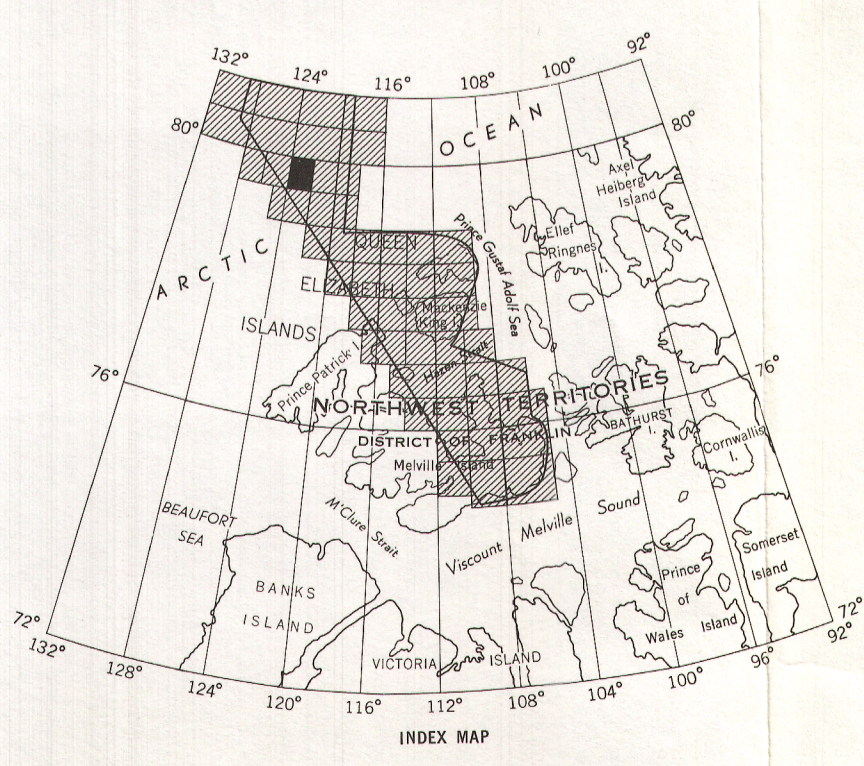 132°
124°
116°
108°
100°
92°
80°
80°
OCEAN
Axel
Heiberg
Island
Ellef
Ringnes
I.
Prince Gustaf Adolf Sea
ARCTIC
QUEEN
ELIZABETH
ISLANDS
Mackenzie
King I.
Prince Patrick I.
Hazen Strait
76°
76°
NORTHWEST TERRITORIES
DISTRICT OF FRANKLIN
BATHURST
I.
Cornwallis
I.
Melville Island
M'Clure Strait
BEAUFORT
SEA
Viscount Melville Sound
Somerset
Island
BANKS
ISLAND
Prince
of
Wales Island
VICTORIA ISLAND
72°
72°
132°
128°
124°
120°
116°
112°
108°
104°
100°
96°
92°
INDEX MAP